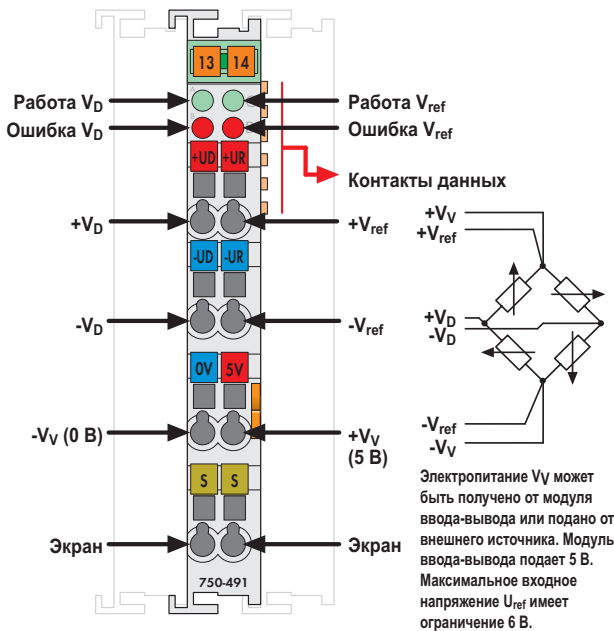 13 14
A
B
Работа VD
Работа Vref
Ошибка VD
Ошибка Vref
+UD +UR
Контакты данных
+VD
+Vref
-UD -UR
-VD
-Vref
0V 5V
-VV (0 В)
+VV
(5 В)
S S
Экран
Экран
750-491
+VV
+Vref
+VD
-VD
-Vref
-VV
Электропитание VV может
быть получено от модуля
ввода-вывода или подано от
внешнего источника. Модуль
ввода-вывода подает 5 В.
Максимальное входное
напряжение Uref имеет
ограничение 6 В.